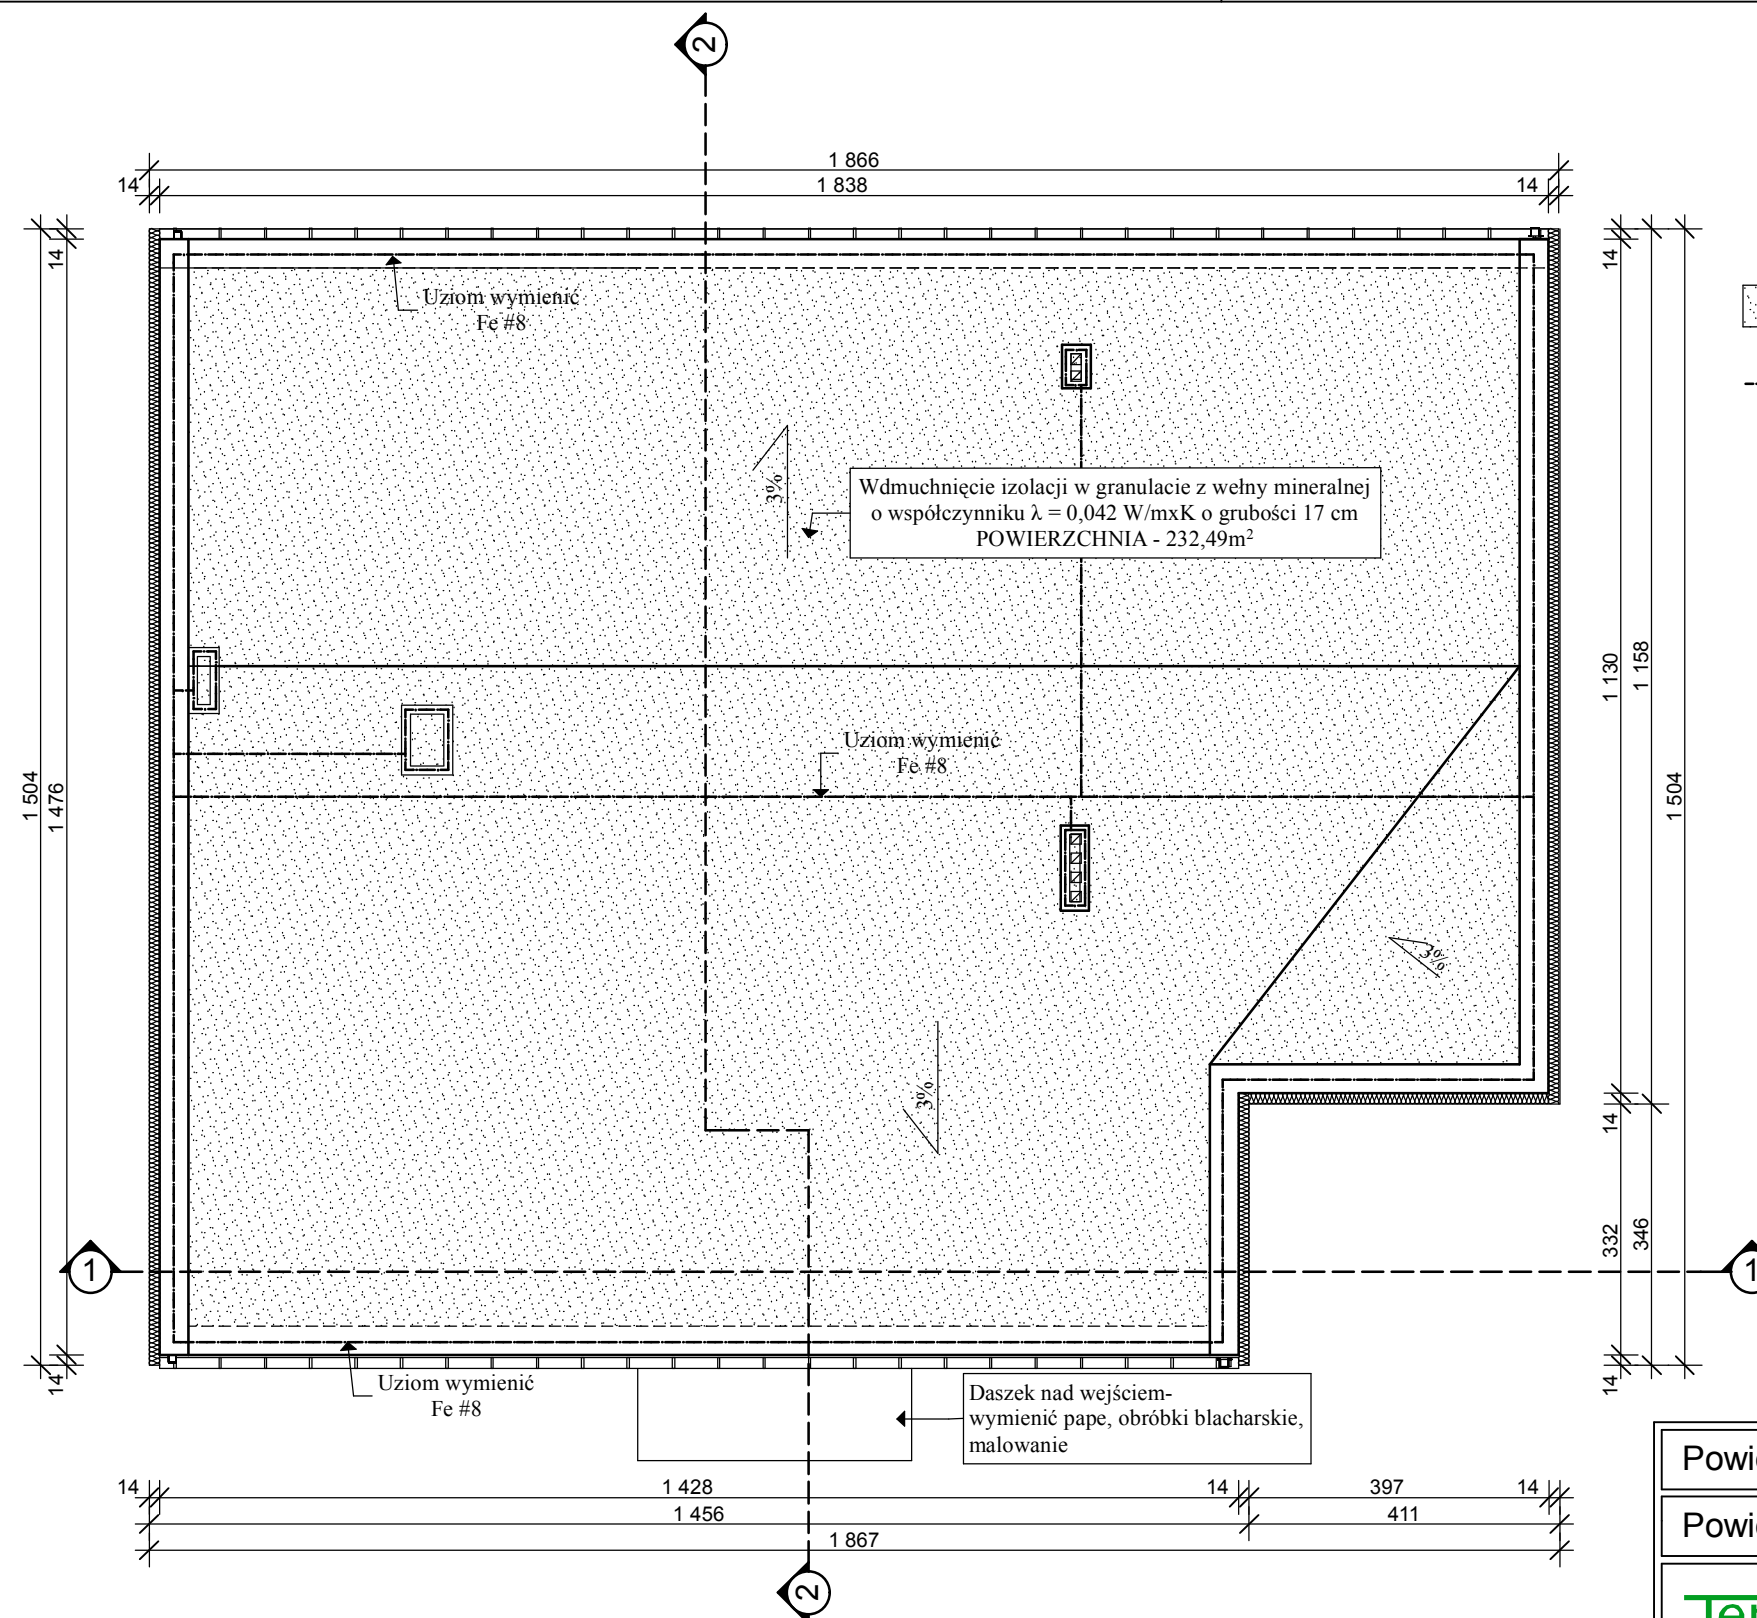 2
1 866
14
1 838
14
14
14
Uziom wymienić
Fe #8
3%
Wdmuchnięcie izolacji w granulacie z wełny mineralnej
o współczynniku λ = 0,042 W/mxK o grubości 17 cm
POWIERZCHNIA - 232,49m²
1 130
1 158
Uziom wymienić
Fe #8
1 504
1 476
1 504
3%
3%
14
332
346
1
1
14
14
Uziom wymienić
Fe #8
Daszek nad wejściem-
wymienić pape, obróbki blacharskie,
malowanie
14
1 428
14
397
14
1 456
411
1 867
2